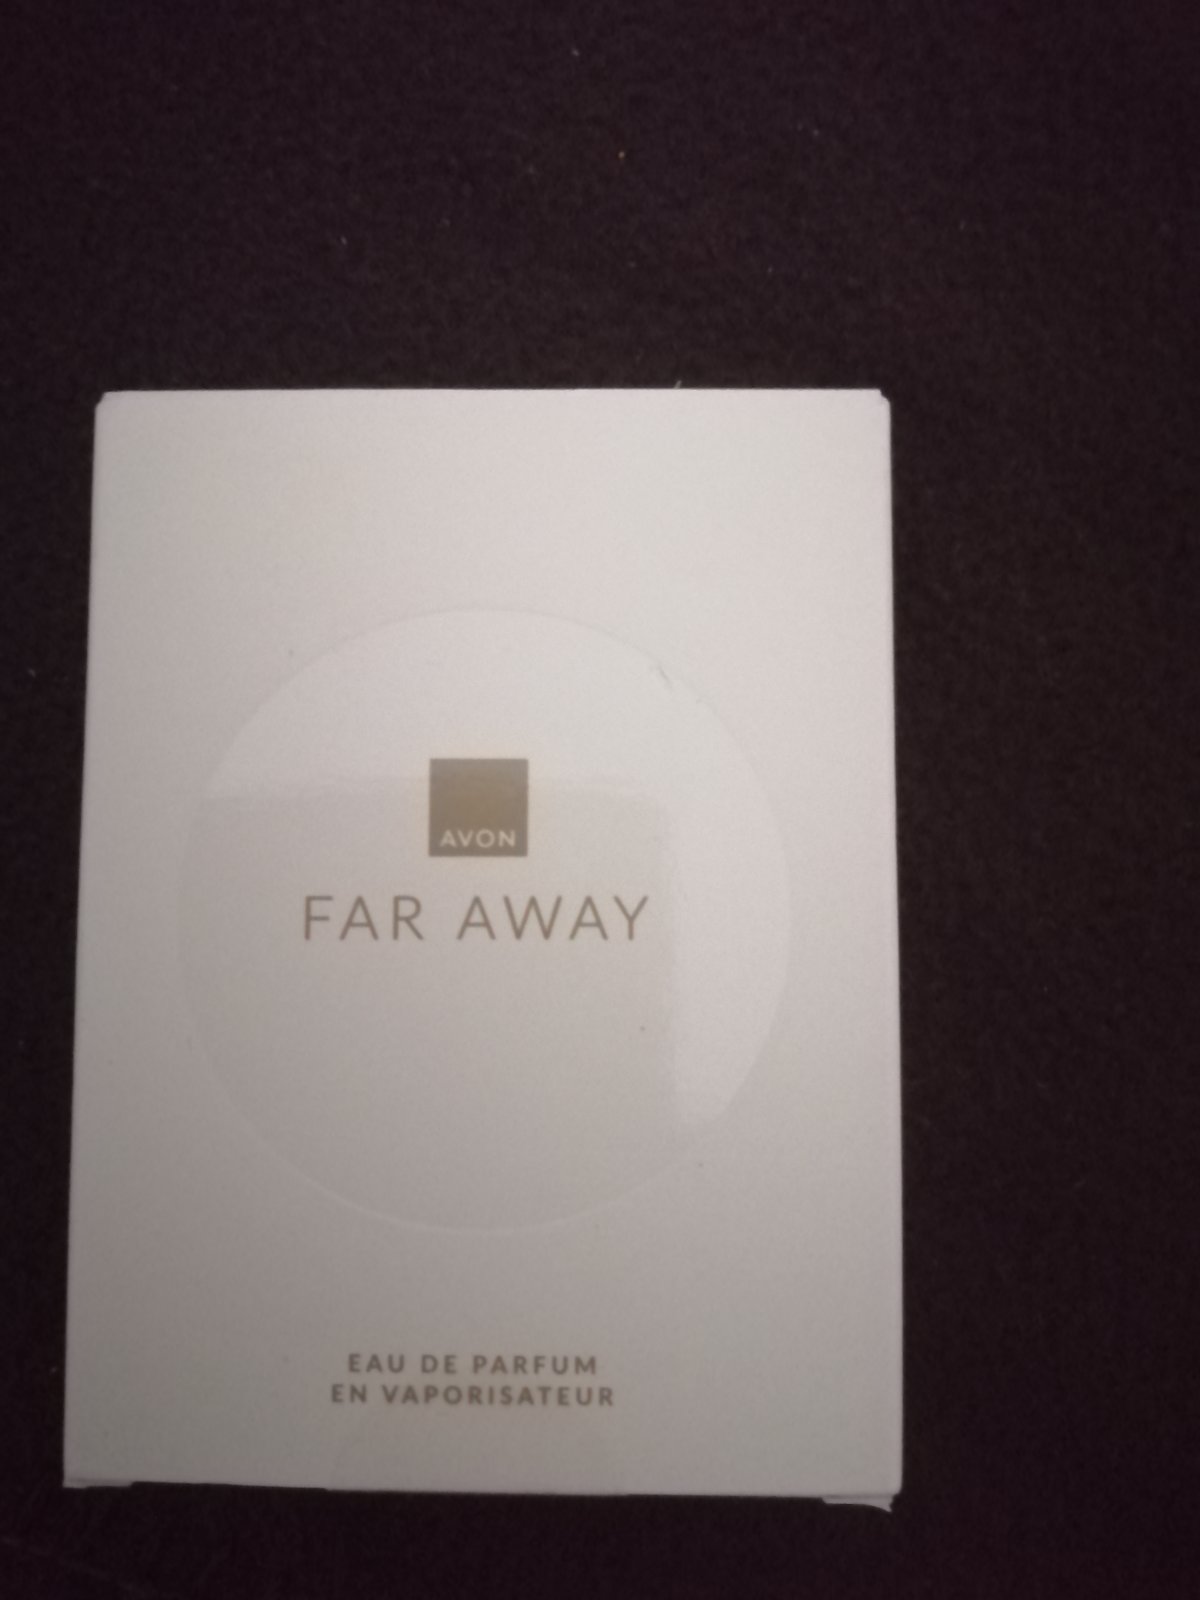 AVON
FAR AWAY
EAU DE PARFUM
EN VAPORISATEUR